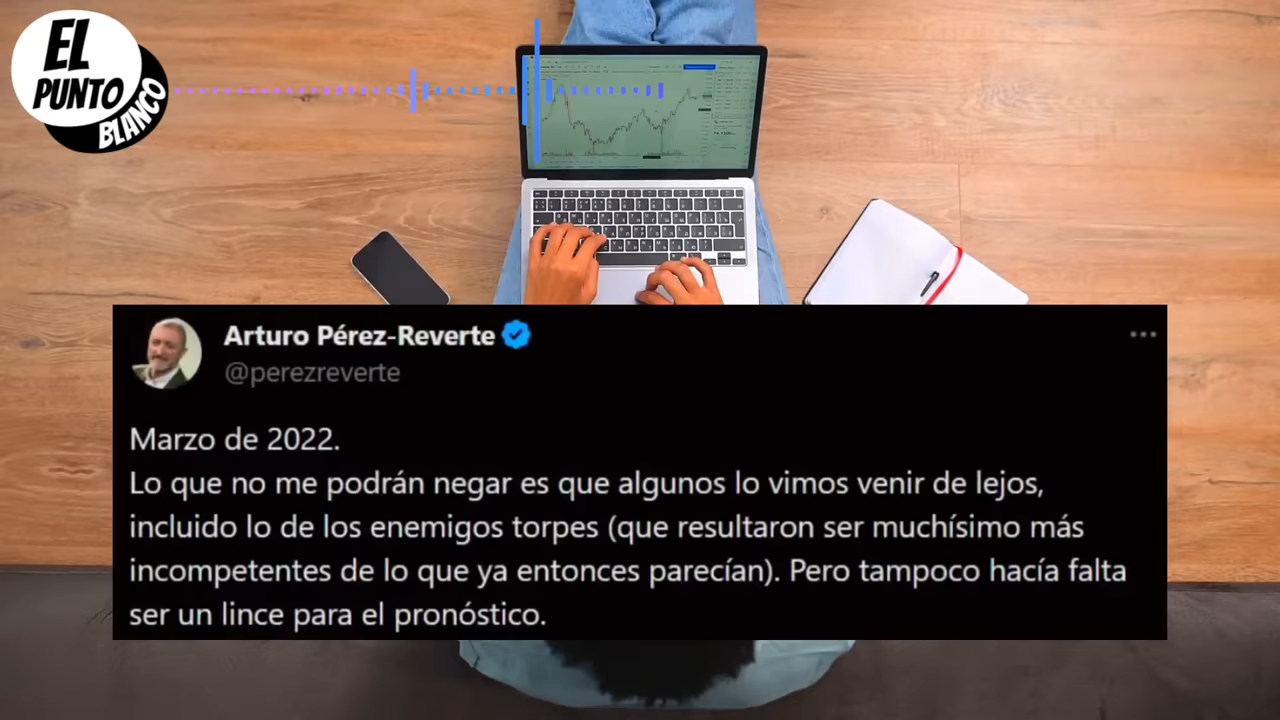 EL
PUNTO
BLANCO
Arturo Pérez-Reverte
@perezreverte
Marzo de 2022.
Lo que no me podrán negar es que algunos lo vimos venir de lejos,
incluido lo de los enemigos torpes (que resultaron ser muchísimo más
incompetentes de lo que ya entonces parecían). Pero tampoco hacía falta
ser un lince para el pronóstico.